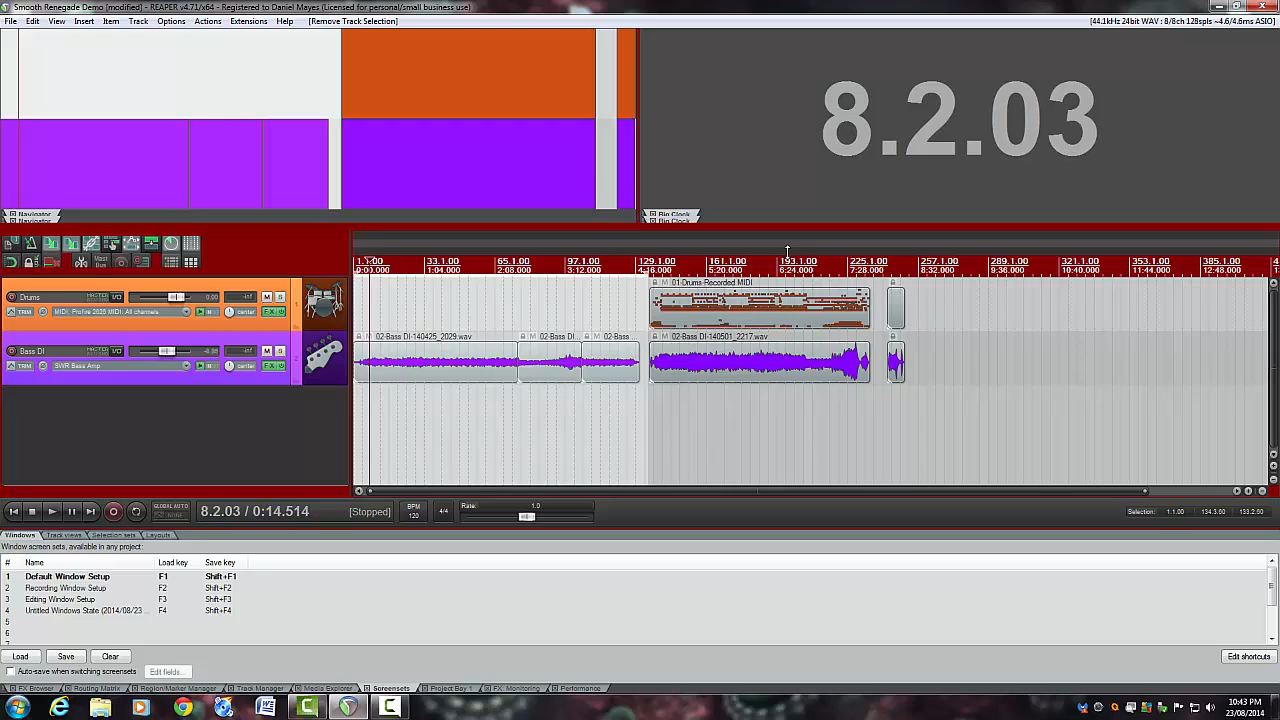 Smooth Renegade Demo [modified] - REAPER v4.71/x64 - Registered to Daniel Mayes (Licensed for personal/small business use)
File Edit View Insert Item Track Options Actions Extensions Help [Remove Track Selection] [44.1kHz 24bit WAV : 8/8ch 128spls ~4.6/4.6ms ASIO]
8.2.03
Navigator Big Clock
Navigator Big Clock
1.1.00 33.1.00 65.1.00 97.1.00 129.1.00 161.1.00 193.1.00 225.1.00 257.1.00 289.1.00 321.1.00 353.1.00 385.1.00
0:00.000 1:04.000 2:08.000 3:12.000 4:16.000 5:20.000 6:24.000 7:28.000 8:32.000 9:36.000 10:40.000 11:44.000 12:48.000
01-Drums-Recorded MIDI
Drums MASTER I/O 0.00 -inf M S 1
TRIM MIDI: Profire 2626 MIDI: All channels IN center FX
02-Bass DI-140425_2029.wav 02-Bass DI... 02-Bass... 02-Bass DI-140501_2217.wav
Bass DI MASTER I/O -inf M S 2
TRIM SWR Bass Amp IN center FX
GLOBAL AUTO
NONE
8.2.03 / 0:14.514 [Stopped]
BPM
120
4/4
Rate: 1.0
Selection: 1.1.00 134.3.00 133.2.00
Windows Track views Selection sets Layouts
Window screen sets, available in any project:
# Name Load key Save key
1 Default Window Setup F1 Shift+F1
2 Recording Window Setup F2 Shift+F2
3 Editing Window Setup F3 Shift+F3
4 Untitled Windows State (2014/08/23 ... F4 Shift+F4
5
6
Load Save Clear Edit shortcuts
Auto-save when switching screensets Edit fields...
FX Browser Routing Matrix Region/Marker Manager Track Manager Media Explorer Screensets Project Bay 1 FX: Monitoring Performance
10:43 PM
23/08/2014